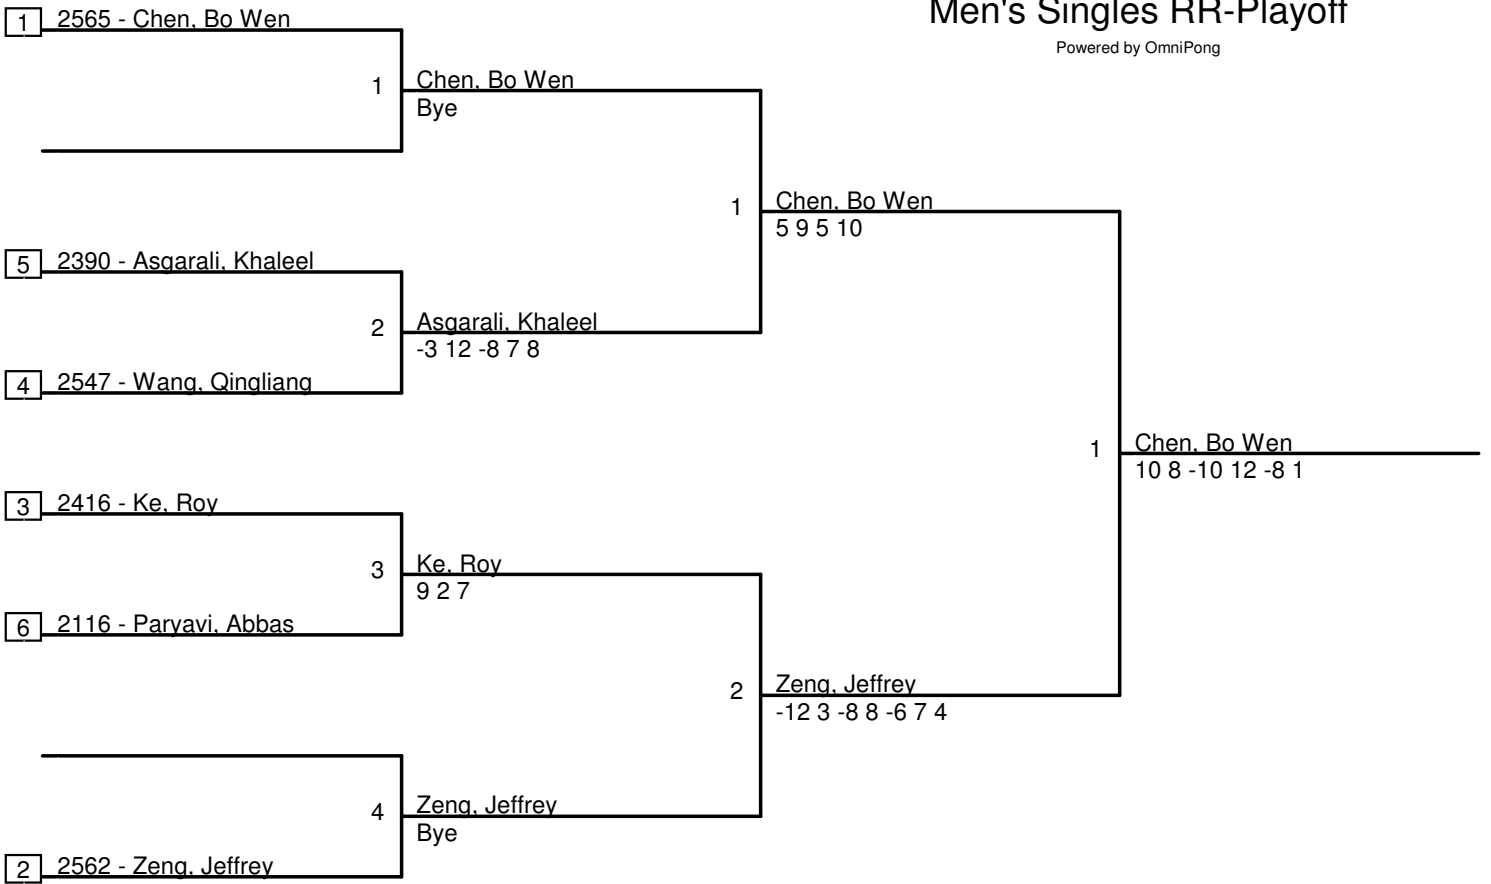 Men's Singles RR-Playoff
Powered by OmniPong
1 2565 - Chen, Bo Wen
1 Chen, Bo Wen
Bye
1 Chen, Bo Wen
5 9 5 10
5 2390 - Asgarali, Khaleel
2 Asgarali, Khaleel
-3 12 -8 7 8
4 2547 - Wang, Qingliang
1 Chen, Bo Wen
10 8 -10 12 -8 1
3 2416 - Ke, Roy
3 Ke, Roy
9 2 7
6 2116 - Paryavi, Abbas
2 Zeng, Jeffrey
-12 3 -8 8 -6 7 4
4 Zeng, Jeffrey
Bye
2 2562 - Zeng, Jeffrey